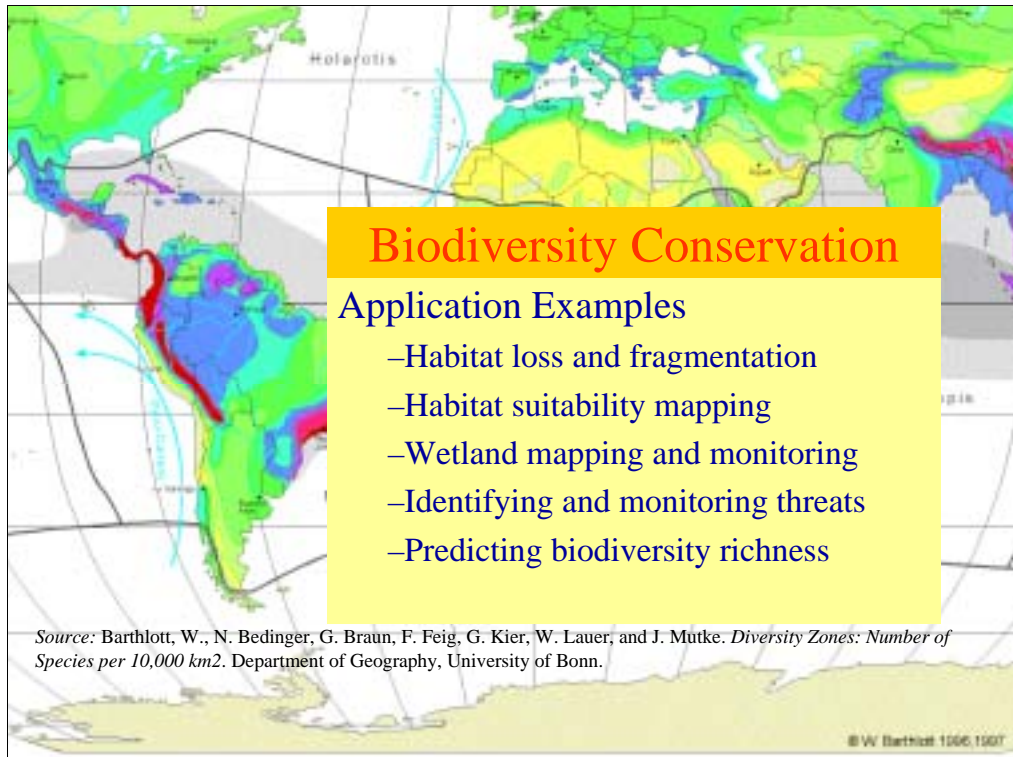 Holarctis
Biodiversity Conservation
Application Examples
–Habitat loss and fragmentation
–Habitat suitability mapping
–Wetland mapping and monitoring
–Identifying and monitoring threats
–Predicting biodiversity richness
Source: Barthlott, W., N. Bedinger, G. Braun, F. Feig, G. Kier, W. Lauer, and J. Mutke. Diversity Zones: Number of
Species per 10,000 km2. Department of Geography, University of Bonn.
© W. Barthlott 1996,1997